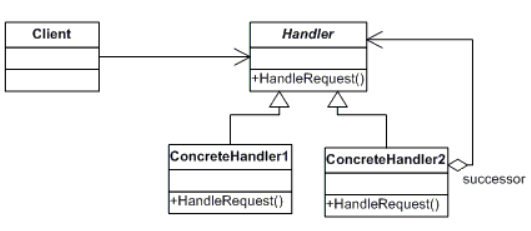 Client
Handler
+HandleRequest()
ConcreteHandler1
+HandleRequest()
ConcreteHandler2
+HandleRequest()
successor